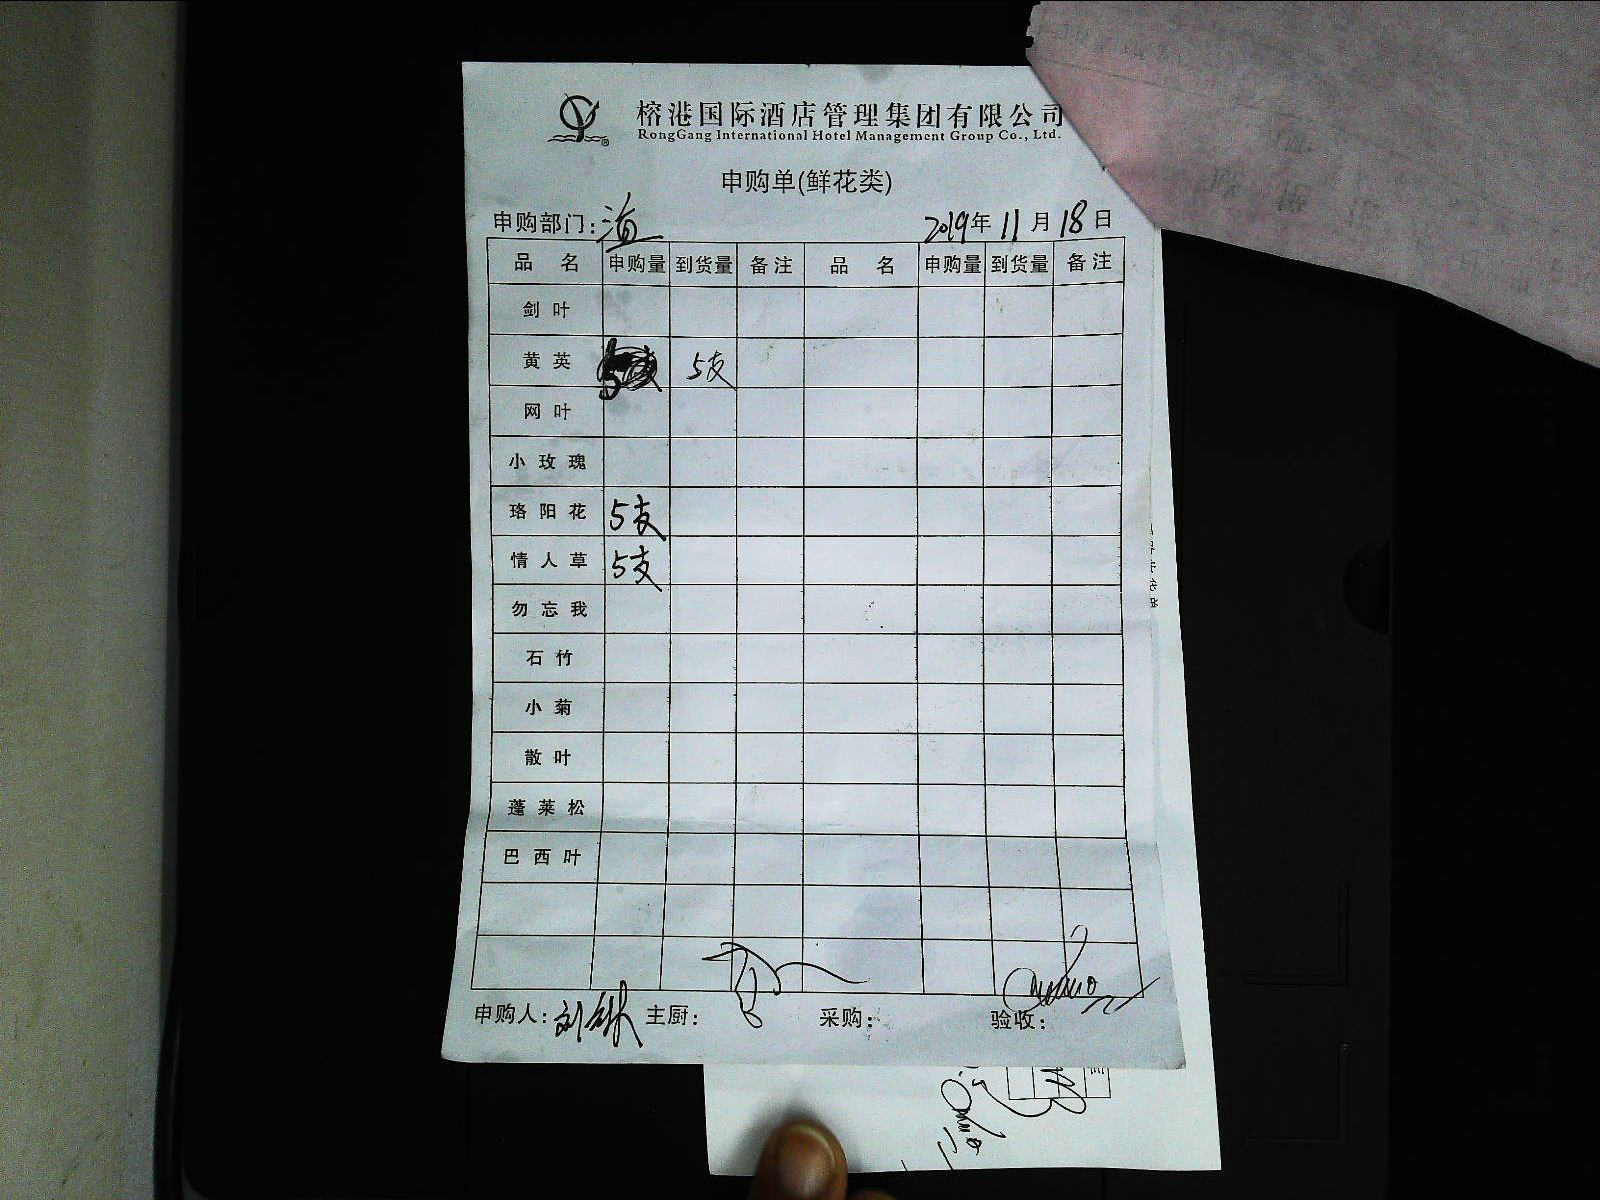 榕港国际酒店管理集团有限公司
RongGang International Hotel Management Group Co., Ltd.
申购单(鲜花类)
申购部门: 2019年 11月 18日
品名 申购量 到货量 备注 品名 申购量 到货量 备注
剑叶
黄英 5支
网叶
小玫瑰
珞阳花 5支
情人草 5支
勿忘我
石竹
小菊
散叶
蓬莱松
巴西叶
申购人: 刘 主厨: 采购: 验收: